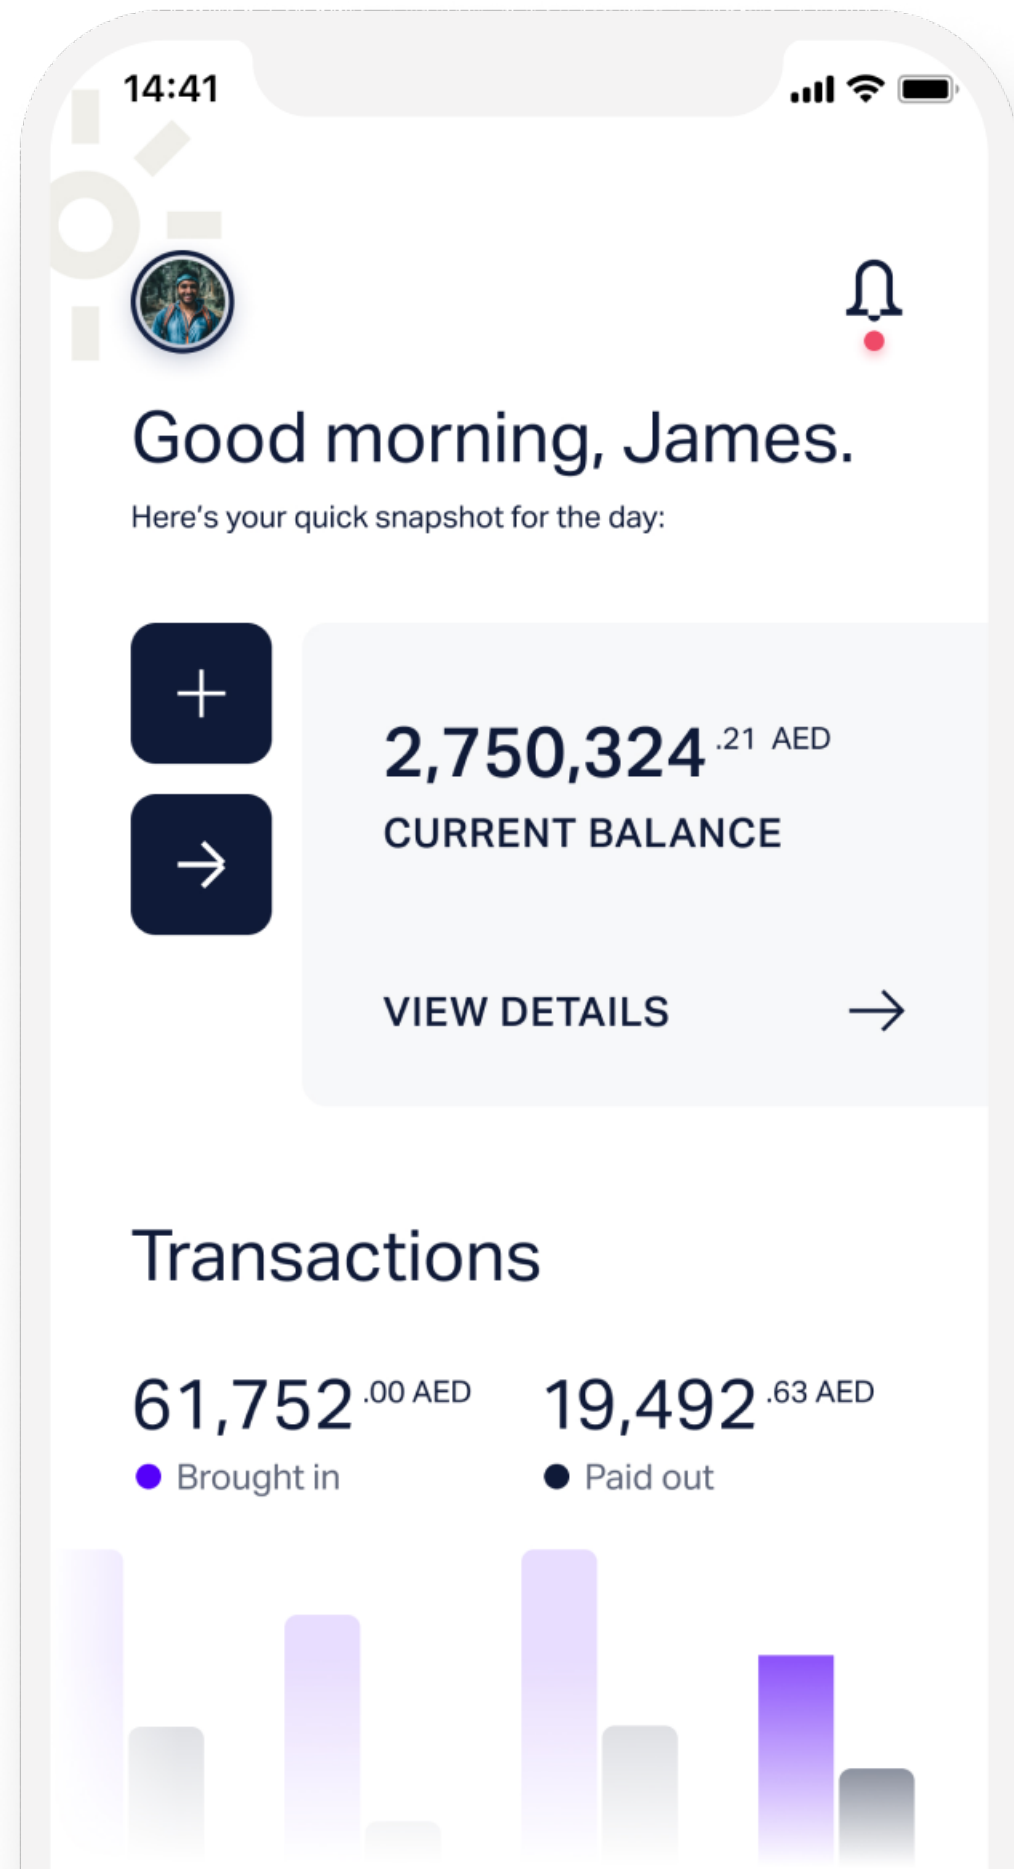 14:41
Good morning, James.
Here's your quick snapshot for the day:
2,750,324.21 AED
CURRENT BALANCE
VIEW DETAILS
Transactions
61,752.00 AED 19,492.63 AED
Brought in Paid out